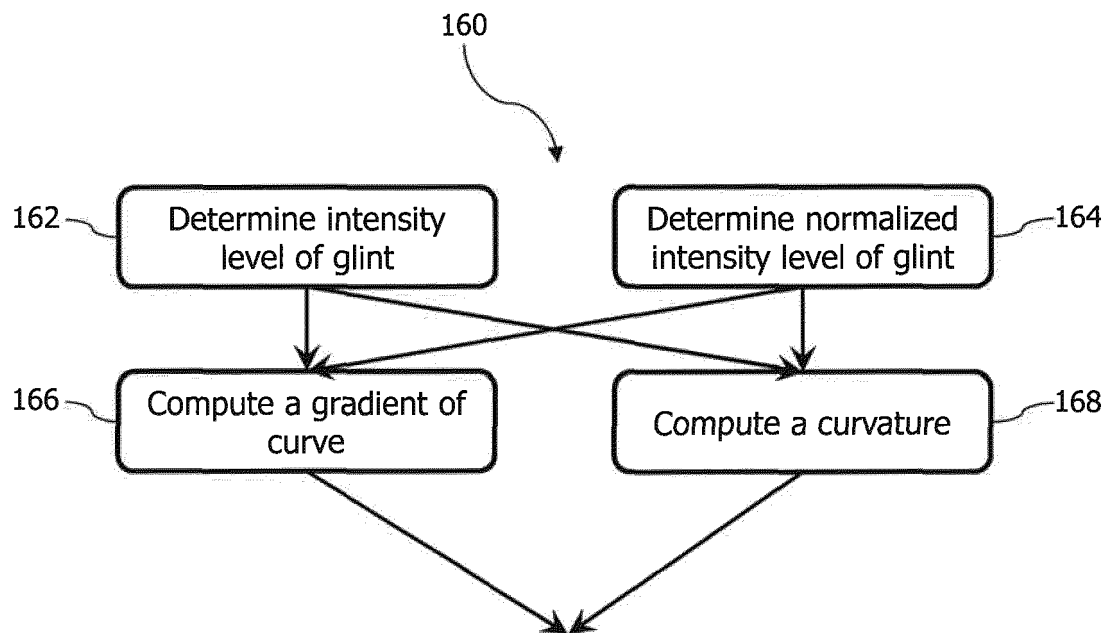 160
162
Determine intensity
level of glint
Determine normalized
intensity level of glint
164
166
Compute a gradient of
curve
Compute a curvature
168